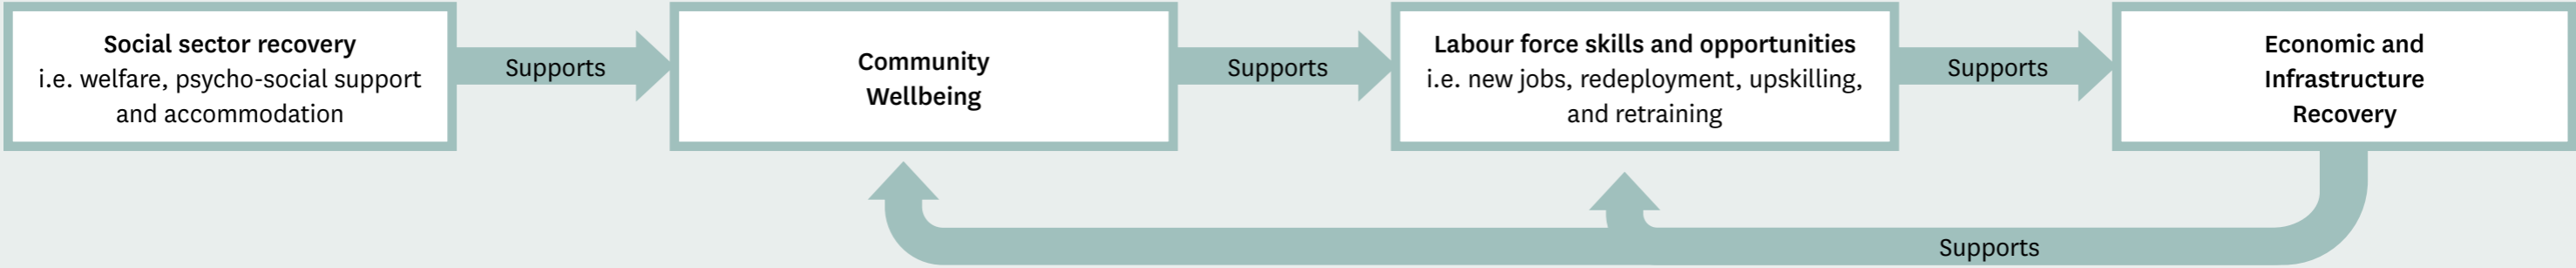 Social sector recovery
i.e. welfare, psycho-social support
and accommodation
Supports
Community
Wellbeing
Supports
Labour force skills and opportunities
i.e. new jobs, redeployment, upskilling,
and retraining
Supports
Economic and
Infrastructure
Recovery
Supports